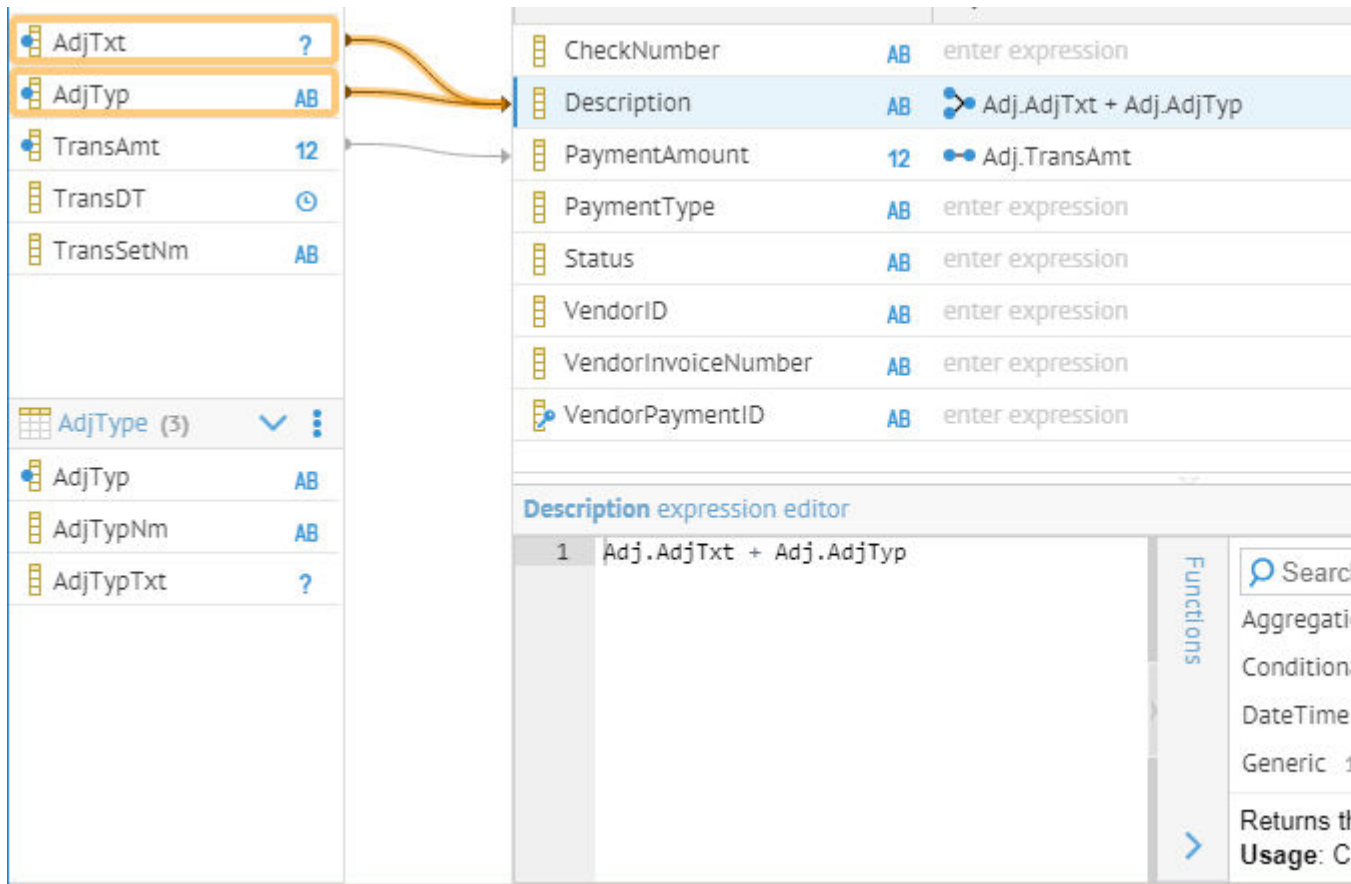 AdjTxt ?
AdjTyp AB
TransAmt 12
TransDT
TransSetNm AB
AdjType (3)
AdjTyp AB
AdjTypNm AB
AdjTypTxt ?
CheckNumber AB enter expression
Description AB Adj.AdjTxt + Adj.AdjTyp
PaymentAmount 12 Adj.TransAmt
PaymentType AB enter expression
Status AB enter expression
VendorID AB enter expression
VendorInvoiceNumber AB enter expression
VendorPaymentID AB enter expression
Description expression editor
1 Adj.AdjTxt + Adj.AdjTyp
Functions
Searc
Aggregati
Condition
DateTime
Generic
Returns th
Usage: C